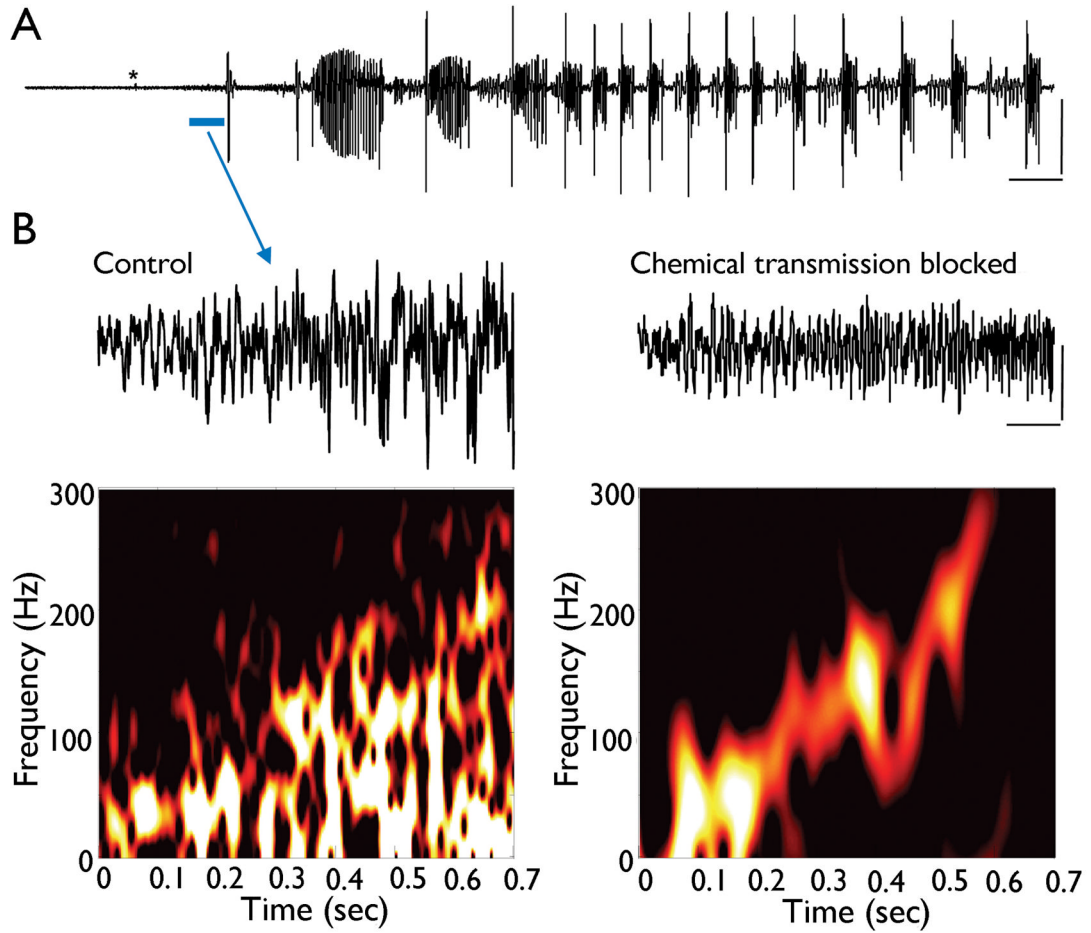 A
*
B
Control
Chemical transmission blocked
300
200
100
0
Frequency (Hz)
0 0.1 0.2 0.3 0.4 0.5 0.6 0.7
Time (sec)
300
200
100
0
Frequency (Hz)
0 0.1 0.2 0.3 0.4 0.5 0.6 0.7
Time (sec)